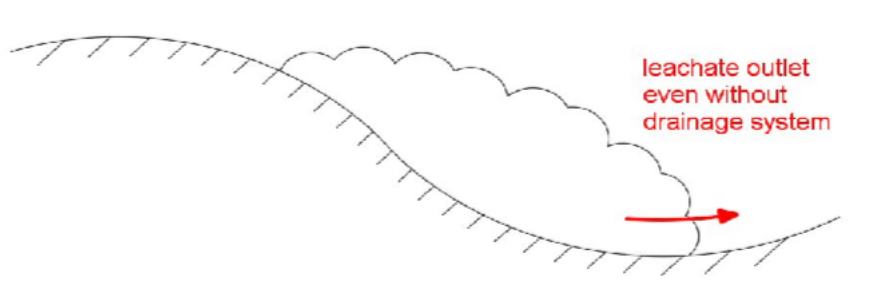 leachate outlet
even without
drainage system